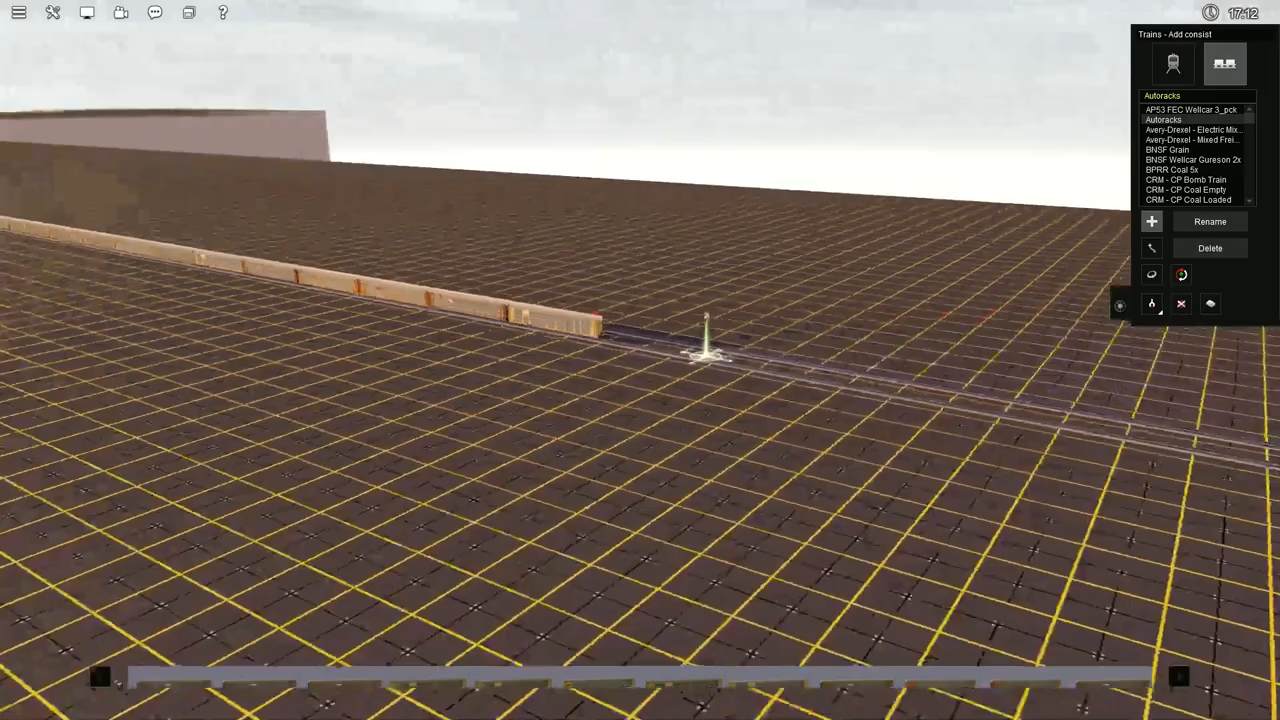 17:12
Trains - Add consist
Autoracks
AP53 FEC Wellcar 3_pck
Autoracks
Avery-Drexel - Electric Mix...
Avery-Drexel - Mixed Frei...
BNSF Grain
BNSF Wellcar Gureson 2x
BPRR Coal 5x
CRM - CP Bomb Train
CRM - CP Coal Empty
CRM - CP Coal Loaded
Rename
Delete